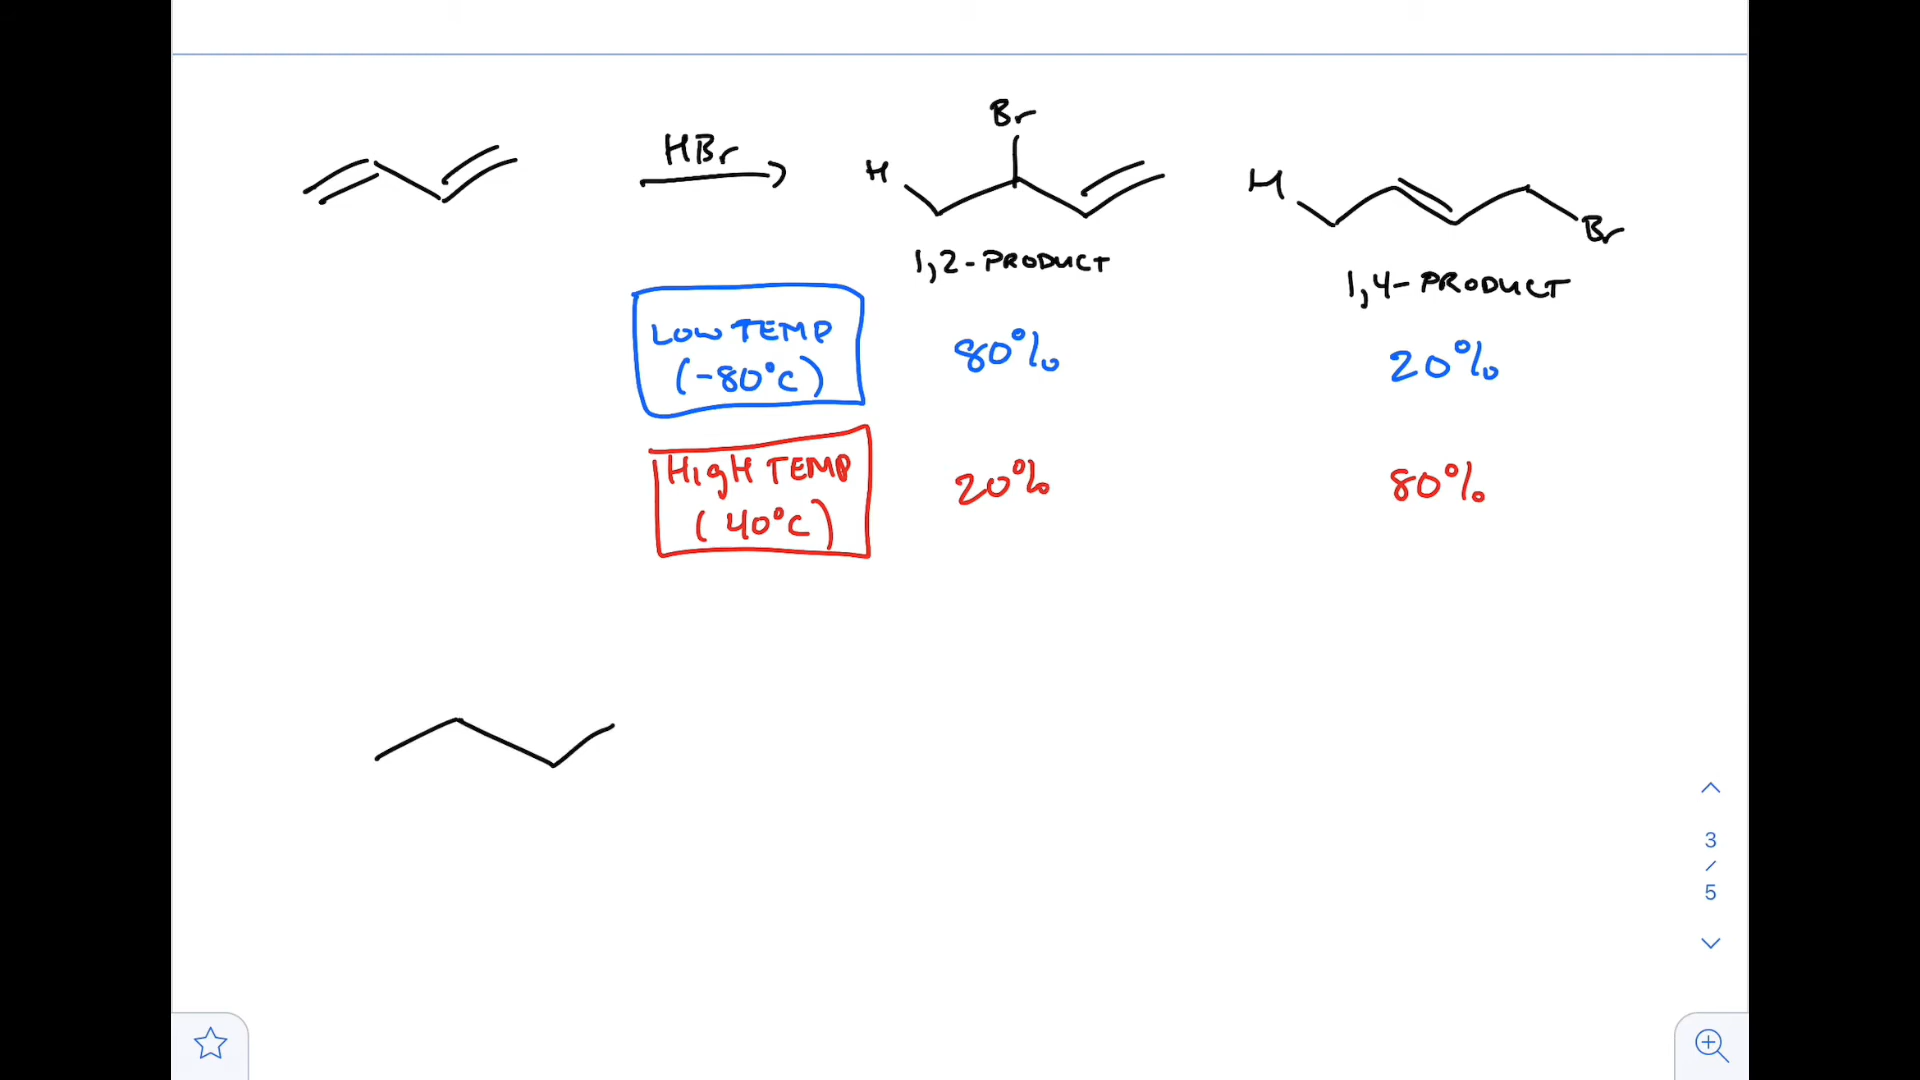 HBr
Br
H
H
Br
1,2-PRODUCT
1,4-PRODUCT
LOW TEMP
(-80°C)
80%
20%
HIgH TEMP
(40°C)
20%
80%
3
/
5